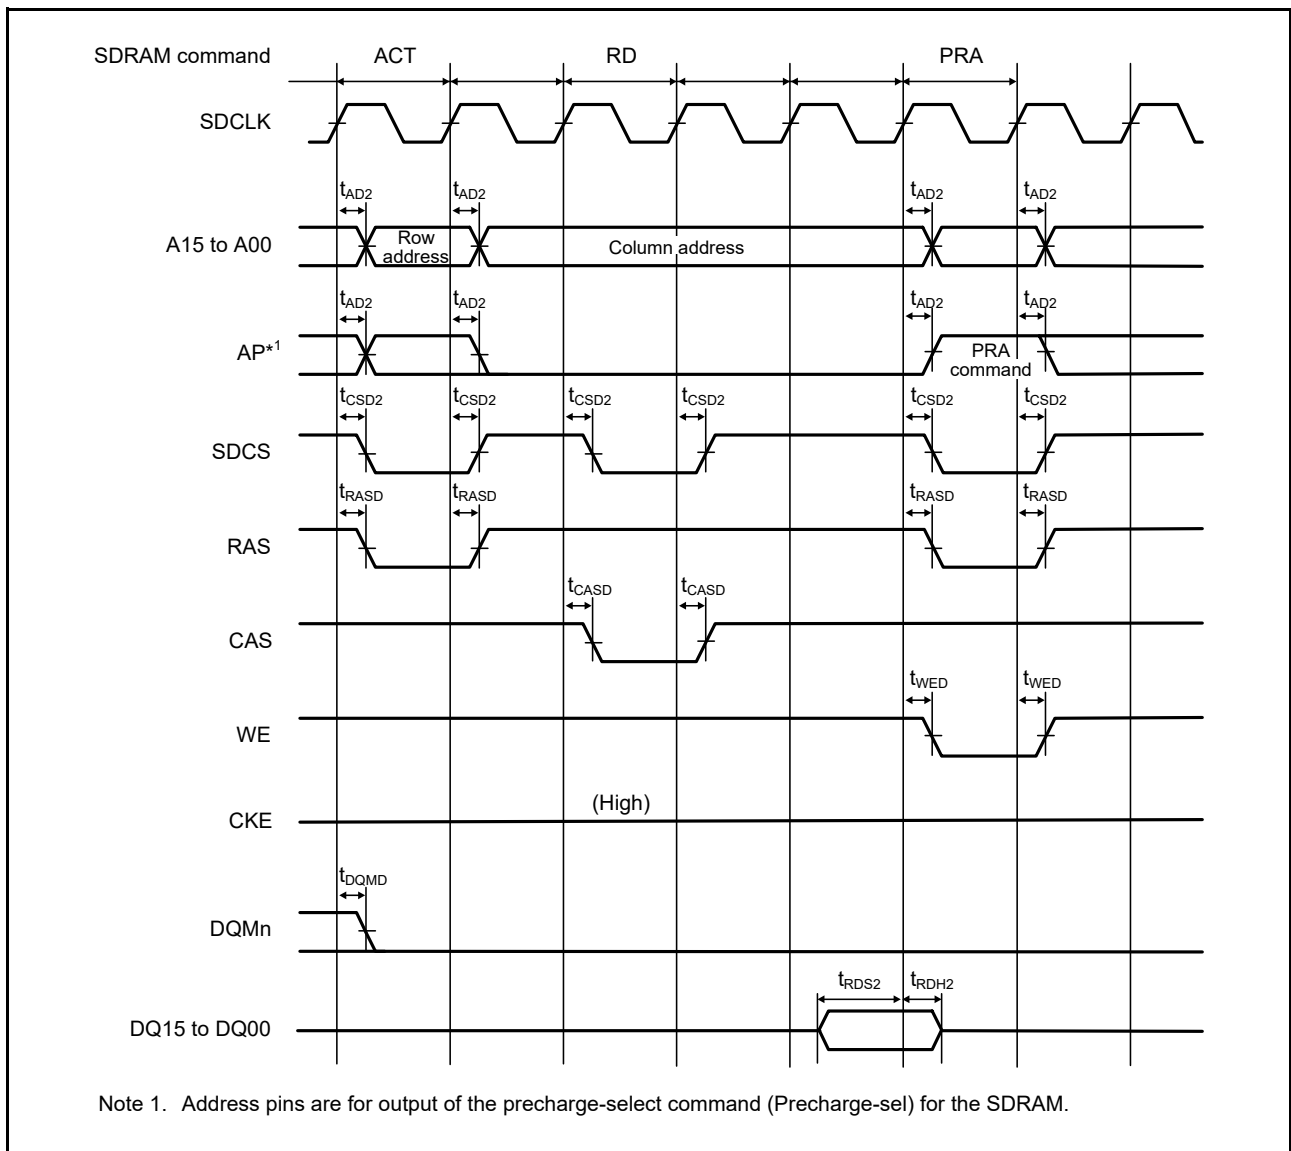 SDRAM command ACT RD PRA
SDCLK
tAD2 tAD2 tAD2 tAD2
A15 to A00 Row address Column address
tAD2 tAD2 tAD2 tAD2
AP*1 PRA command
tCSD2 tCSD2 tCSD2 tCSD2 tCSD2 tCSD2
SDCS
tRASD tRASD tRASD tRASD
RAS
tCASD tCASD
CAS
tWED tWED
WE
(High)
CKE
tDQMD
DQMn
tRDS2 tRDH2
DQ15 to DQ00
Note 1. Address pins are for output of the precharge-select command (Precharge-sel) for the SDRAM.